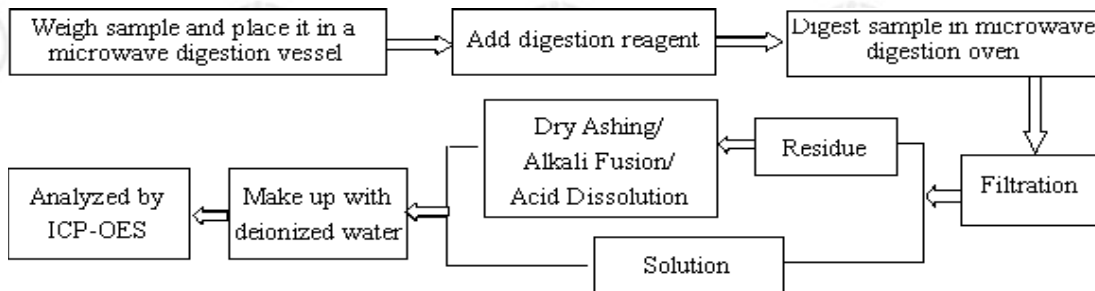 Weigh sample and place it in a
microwave digestion vessel
Add digestion reagent
Digest sample in microwave
digestion oven
Filtration
Residue
Dry Ashing/
Alkali Fusion/
Acid Dissolution
Solution
Make up with
deionized water
Analyzed by
ICP-OES